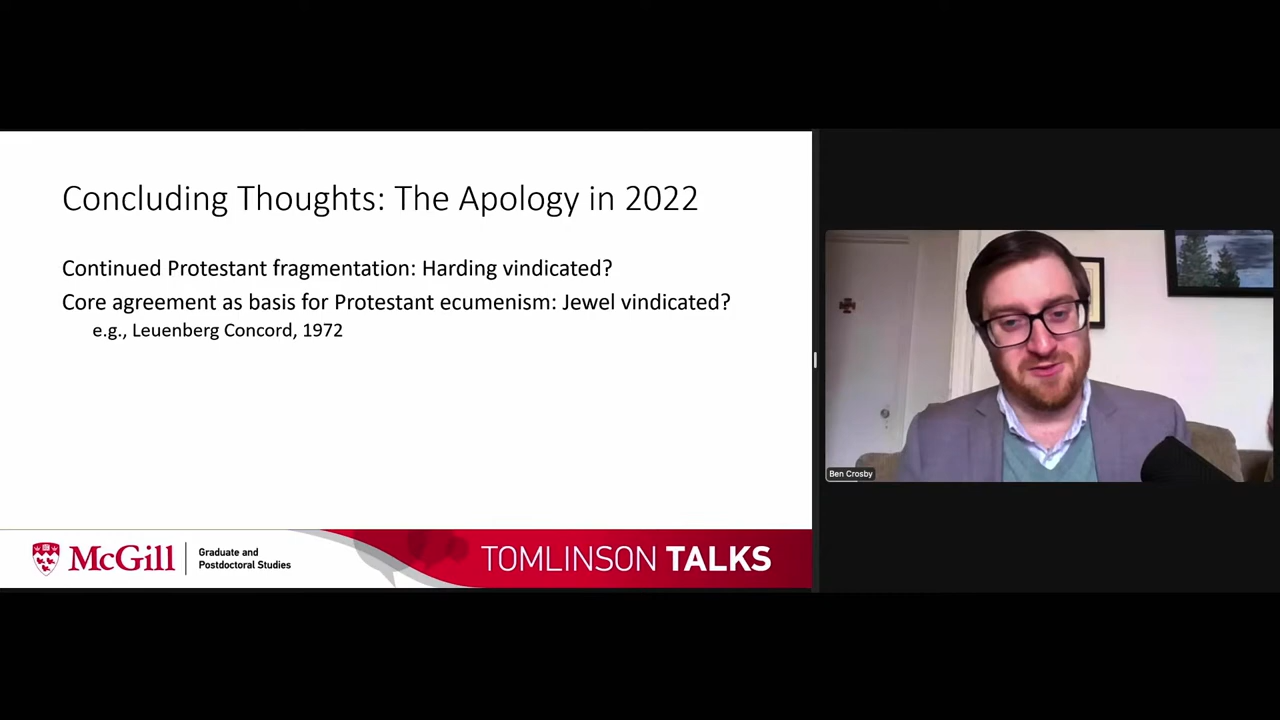 Concluding Thoughts: The Apology in 2022
Continued Protestant fragmentation: Harding vindicated?
Core agreement as basis for Protestant ecumenism: Jewel vindicated?
e.g., Leuenberg Concord, 1972
McGill
Graduate and
Postdoctoral Studies
TOMLINSON TALKS
Ben Crosby